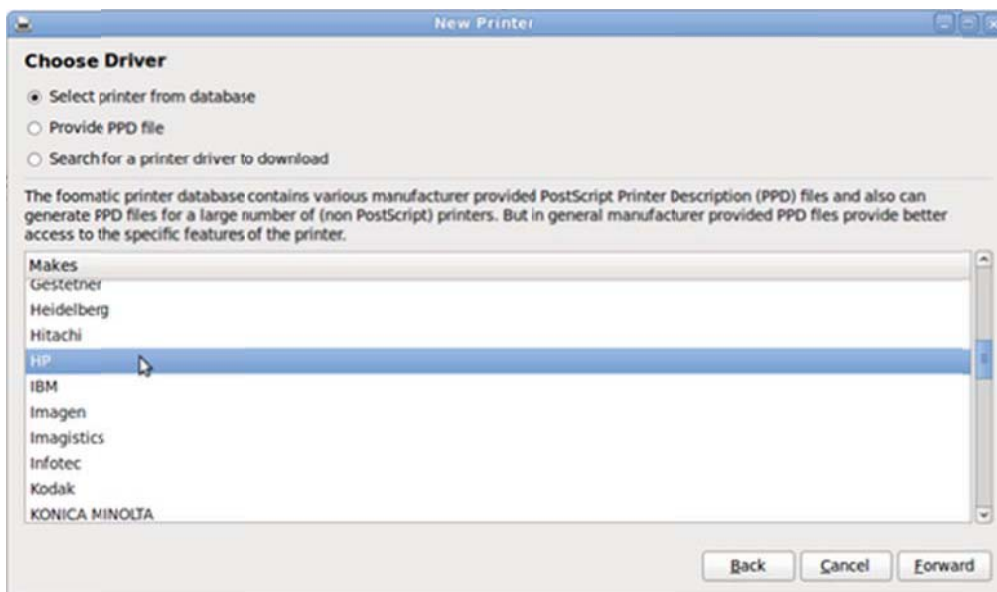 New Printer
Choose Driver
Select printer from database
Provide PPD file
Search for a printer driver to download
The foomatic printer database contains various manufacturer provided PostScript Printer Description (PPD) files and also can
generate PPD files for a large number of (non PostScript) printers. But in general manufacturer provided PPD files provide better
access to the specific features of the printer.
Makes
Gestetner
Heidelberg
Hitachi
HP
IBM
Imagen
Imagistics
Infotec
Kodak
KONICA MINOLTA
Back Cancel Forward